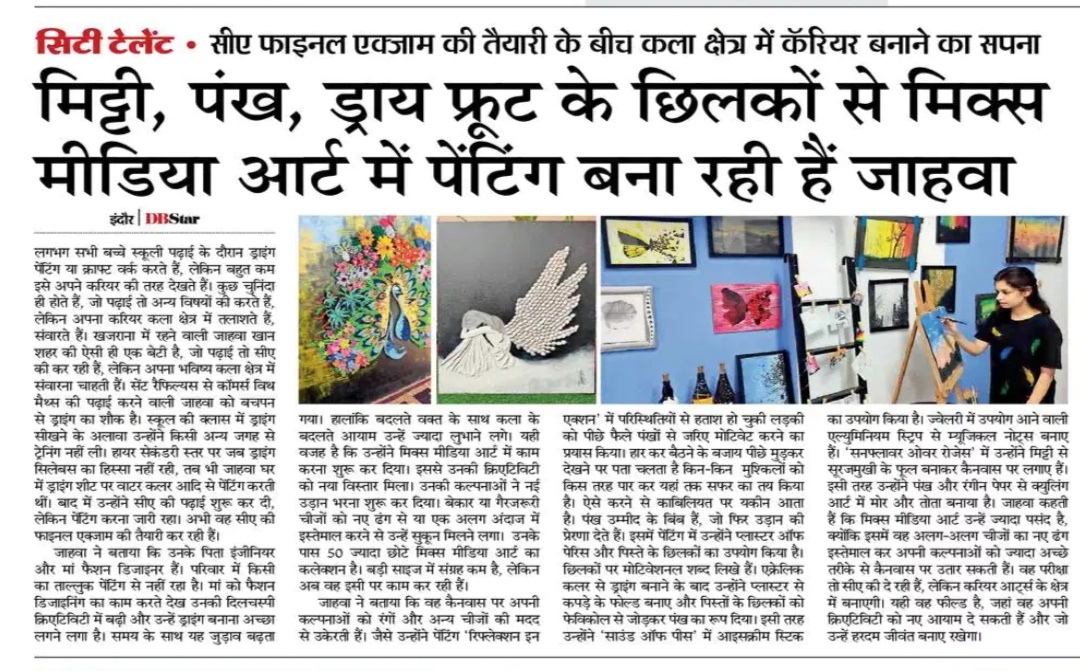 सिटी टैलेंट • सीए फाइनल एक्जाम की तैयारी के बीच कला क्षेत्र में कॅरियर बनाने का सपना
मिट्टी, पंख, ड्राय फ्रूट के छिलकों से मिक्स
मीडिया आर्ट में पेंटिंग बना रही हैं जाहवा
इंदौर | DBStar
लगभग सभी बच्चे स्कूली पढ़ाई के दौरान ड्राइंग
पेंटिंग या क्राफ्ट वर्क करते हैं, लेकिन बहुत कम
इसे अपने करियर की तरह देखते हैं। कुछ चुनिंदा
ही होते हैं, जो पढ़ाई तो अन्य विषयों की करते हैं,
लेकिन अपना करियर कला क्षेत्र में तलाशते हैं,
संवारते हैं। खजराना में रहने वाली जाहवा खान
शहर की ऐसी ही एक बेटी है, जो पढ़ाई तो सीए
की कर रही हैं, लेकिन अपना भविष्य कला क्षेत्र में
संवारना चाहती हैं। सेंट रैफिल्यस से कॉमर्स विथ
मैथ्स की पढ़ाई करने वाली जाहवा को बचपन
से ड्राइंग का शौक है। स्कूल की क्लास में ड्राइंग
सीखने के अलावा उन्होंने किसी अन्य जगह से
ट्रेनिंग नहीं ली। हायर सेकंडरी स्तर पर जब ड्राइंग
सिलेबस का हिस्सा नहीं रही, तब भी जाहवा घर
में ड्राइंग शीट पर वाटर कलर आदि से पेंटिंग करती
थीं। बाद में उन्होंने सीए की पढ़ाई शुरू कर दी,
लेकिन पेंटिंग करना जारी रहा। अभी वह सीए की
फाइनल एक्जाम की तैयारी कर रही हैं।
जाहवा ने बताया कि उनके पिता इंजीनियर
और मां फैशन डिजाइनर हैं। परिवार में किसी
का ताल्लुक पेंटिंग से नहीं रहा है। मां को फैशन
डिजाइनिंग का काम करते देख उनकी दिलचस्पी
क्रिएटिविटी में बढ़ी और उन्हें ड्राइंग बनाना अच्छा
लगने लगा है। समय के साथ यह जुड़ाव बढ़ता
गया। हालांकि बदलते वक्त के साथ कला के
बदलते आयाम उन्हें ज्यादा लुभाने लगे। यही
वजह है कि उन्होंने मिक्स मीडिया आर्ट में काम
करना शुरू कर दिया। इससे उनकी क्रिएटिविटी
को नया विस्तार मिला। उनकी कल्पनाओं ने नई
उड़ान भरना शुरू कर दिया। बेकार या गैरजरूरी
चीजों को नए ढंग से या एक अलग अंदाज में
इस्तेमाल करने से उन्हें सुकून मिलने लगा। उनके
पास 50 ज्यादा छोटे मिक्स मीडिया आर्ट का
कलेक्शन है। बड़ी साइज में संग्रह कम है, लेकिन
अब वह इसी पर काम कर रही हैं।
जाहवा ने बताया कि वह कैनवास पर अपनी
कल्पनाओं को रंगों और अन्य चीजों की मदद
से उकेरती हैं। जैसे उन्होंने पेंटिंग 'रिफ्लेक्शन इन
एक्शन' में परिस्थितियों से हताश हो चुकी लड़की
को पीछे फैले पंखों से जरिए मोटिवेट करने का
प्रयास किया। हार कर बैठने के बजाय पीछे मुड़कर
देखने पर पता चलता है किन-किन मुश्किलों को
किस तरह पार कर यहां तक सफर का तय किया
है। ऐसे करने से काबिलियत पर यकीन आता
है। पंख उम्मीद के बिंब हैं, जो फिर उड़ान की
प्रेरणा देते हैं। इसमें पेंटिंग में उन्होंने प्लास्टर ऑफ
पेरिस और पिस्ते के छिलकों का उपयोग किया है।
छिलकों पर मोटिवेशनल शब्द लिखे हैं। एक्रेलिक
कलर से ड्राइंग बनाने के बाद उन्होंने प्लास्टर से
कपड़े के फोल्ड बनाए और पिस्तों के छिलकों को
फेविकोल से जोड़कर पंख का रूप दिया। इसी तरह
उन्होंने 'साउंड ऑफ पीस' में आइसक्रीम स्टिक
का उपयोग किया है। ज्वेलरी में उपयोग आने वाली
एल्युमिनियम स्ट्रिप से म्यूजिकल नोट्स बनाए
हैं। 'सनफ्लावर ओवर रोजेस' में उन्होंने मिट्टी से
सूरजमुखी के फूल बनाकर कैनवास पर लगाए हैं।
इसी तरह उन्होंने पंख और रंगीन पेपर से क्युलिंग
आर्ट में मोर और तोता बनाया है। जाहवा कहती
हैं कि मिक्स मीडिया आर्ट उन्हें ज्यादा पसंद है,
क्योंकि इसमें वह अलग-अलग चीजों का नए ढंग
इस्तेमाल कर अपनी कल्पनाओं को ज्यादा अच्छे
तरीके से कैनवास पर उतार सकती हैं। वह परीक्षा
तो सीए की दे रही हैं, लेकिन करियर आर्ट्स के क्षेत्र
में बनाएगी। यही वह फील्ड है, जहां वह अपनी
क्रिएटिविटी को नए आयाम दे सकती हैं और जो
उन्हें हरदम जीवंत बनाए रखेगा।